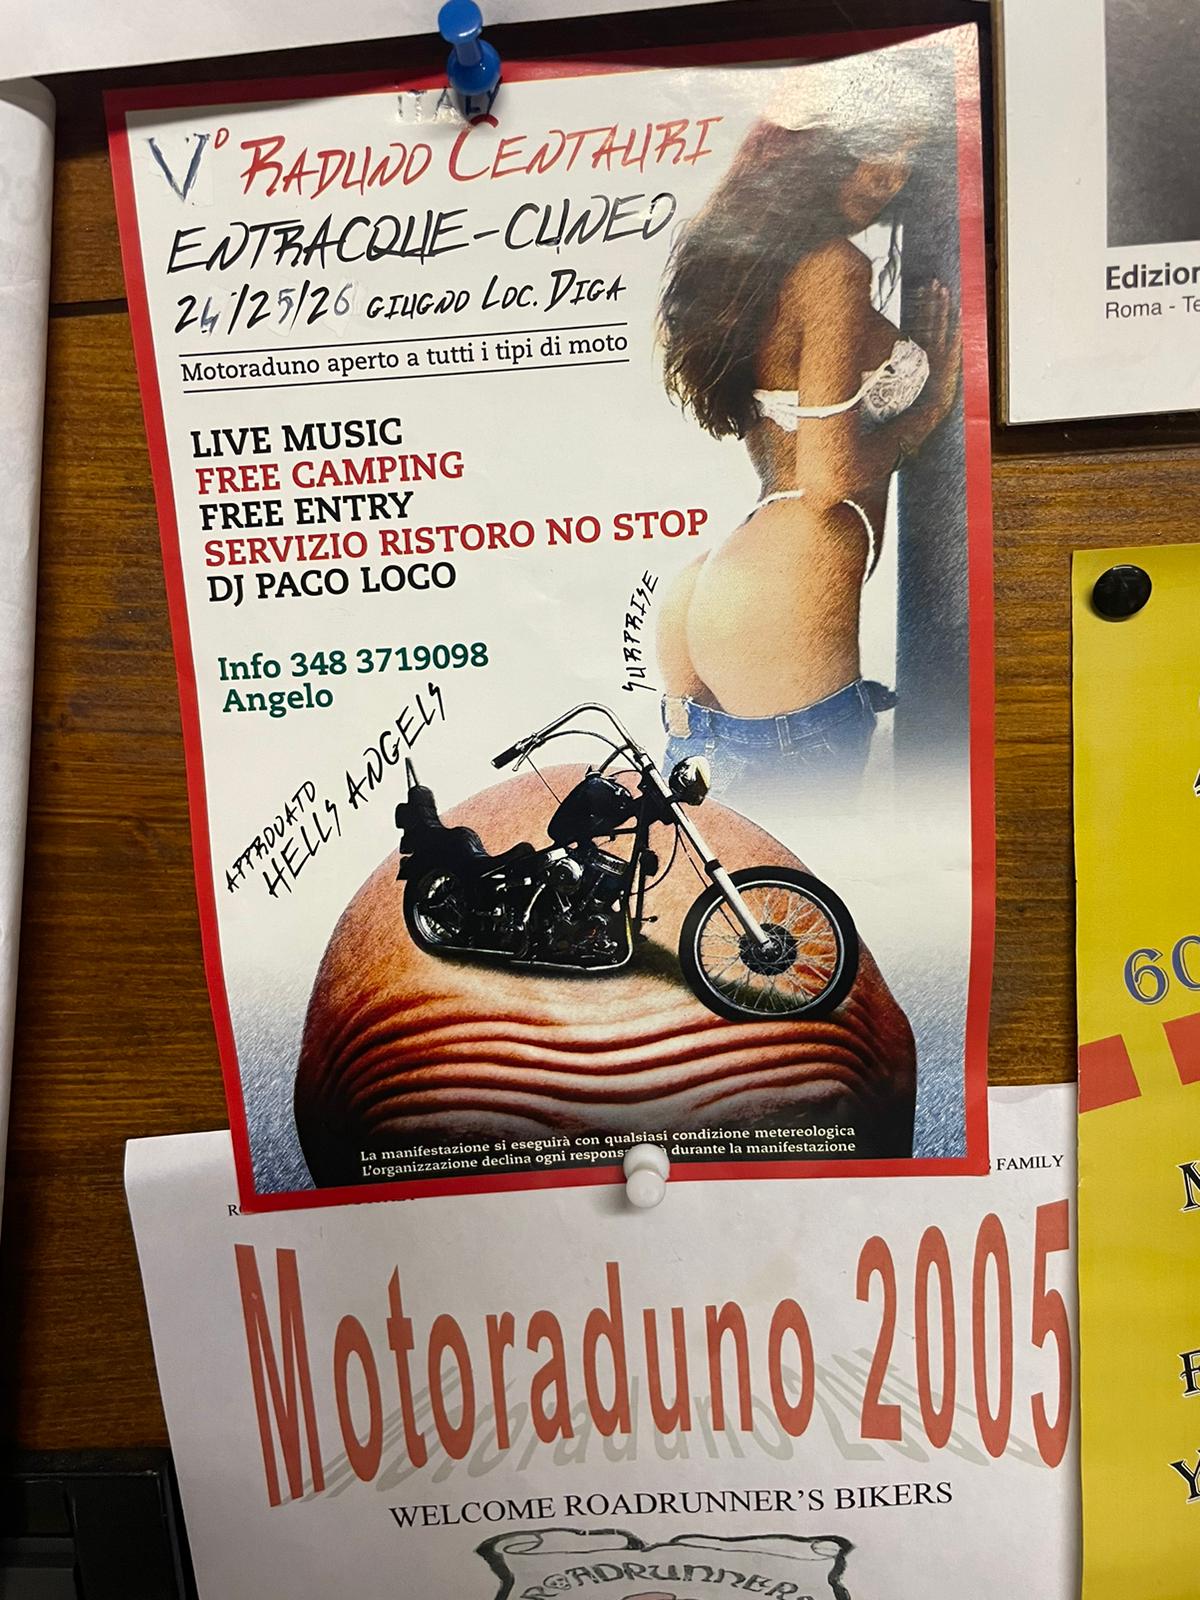 ITALY
V° RADUNO CENTAURI
ENTRACQUE-CUNEO
24/25/26 GIUGNO LOC. DIGA
Motoraduno aperto a tutti i tipi di moto
LIVE MUSIC
FREE CAMPING
FREE ENTRY
SERVIZIO RISTORO NO STOP
DJ PACO LOCO
SURPRISE
Info 348 3719098
Angelo
APPROVATO
HELLS ANGELS
La manifestazione si eseguirà con qualsiasi condizione metereologica
L'organizzazione declina ogni durante la manifestazione
FAMILY
Motoraduno 2005
WELCOME ROADRUNNER'S BIKERS
ROADRUNNERS
Roma -
60